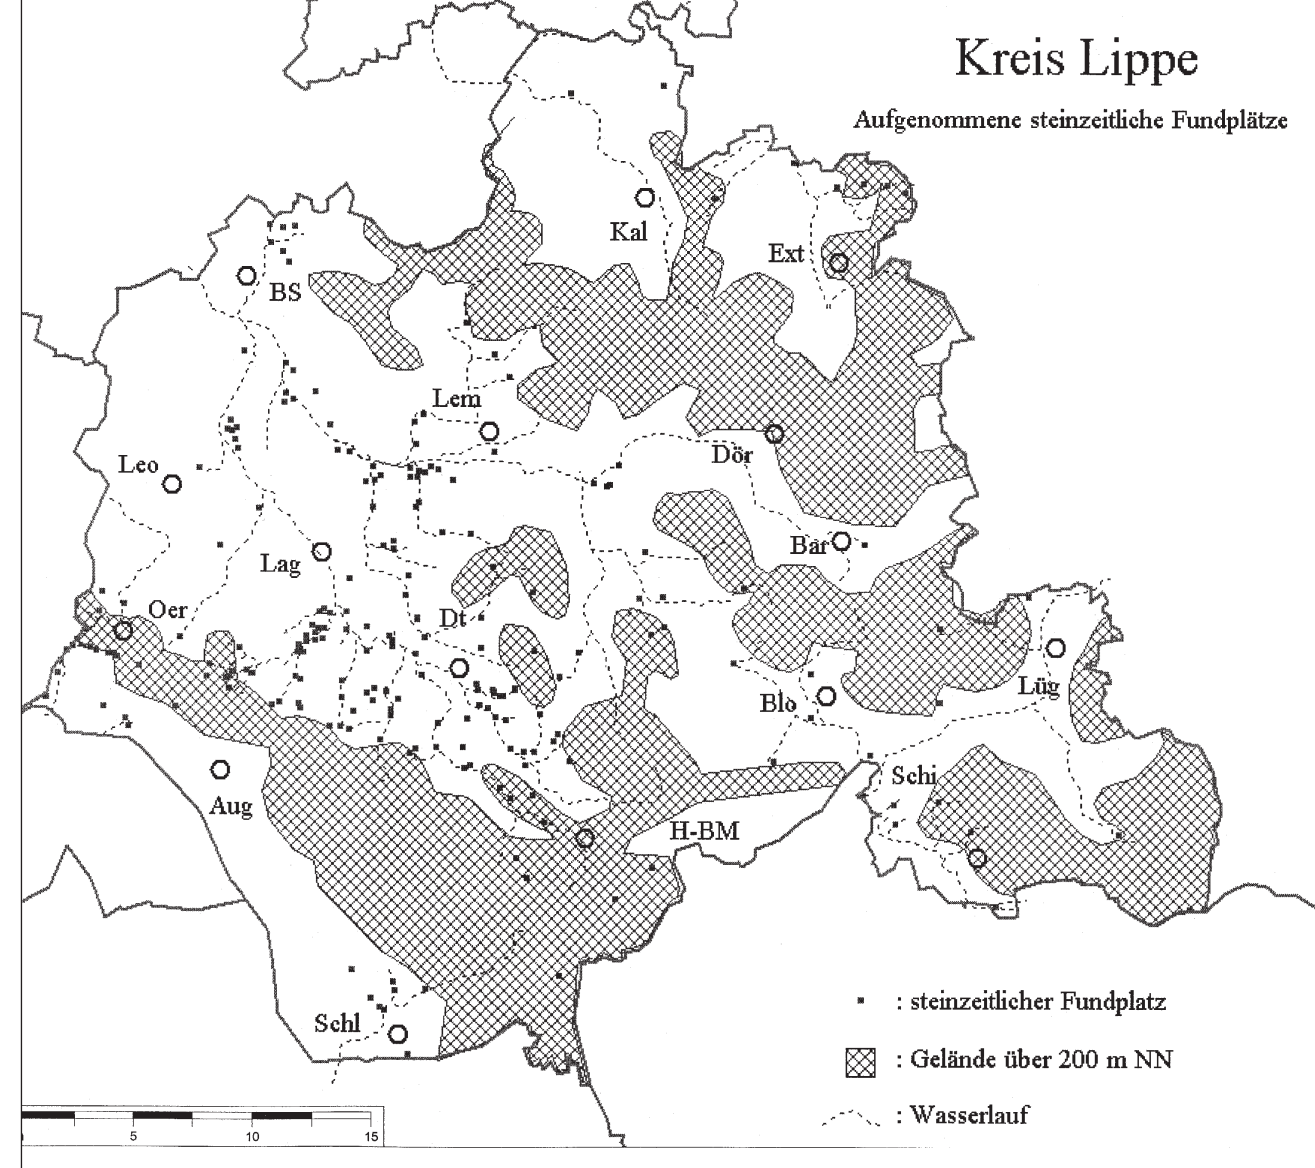 Kreis Lippe
Aufgenommene steinzeitliche Fundplätze
Kal
Ext
BS
Lem
Dör
Leo
Lag
Bar
Oer
Dt
Lüg
Blo
Schi
Aug
H-BM
Schl
: steinzeitlicher Fundplatz
: Gelände über 200 m NN
: Wasserlauf
5 10 15